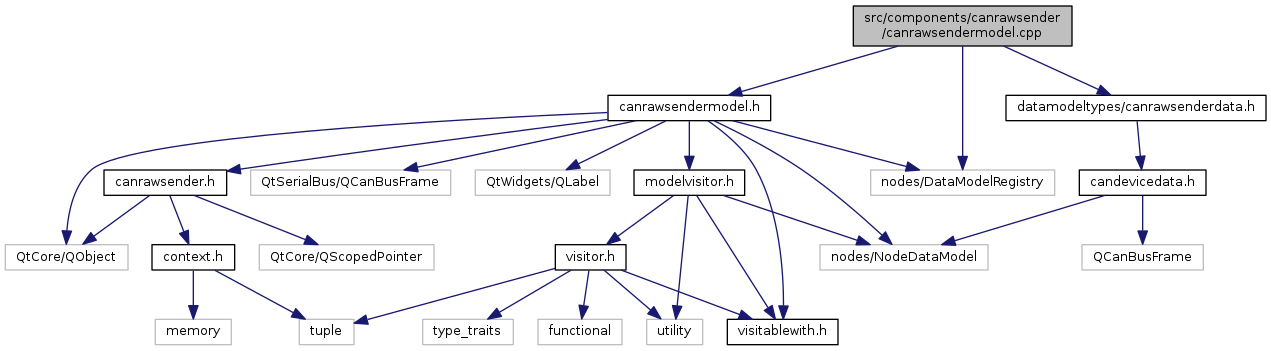 src/components/canrawsender
/canrawsendermodel.cpp
canrawsendermodel.h
datamodeltypes/canrawsenderdata.h
canrawsender.h
QtSerialBus/QCanBusFrame
QtWidgets/QLabel
modelvisitor.h
nodes/DataModelRegistry
candevicedata.h
QtCore/QObject
context.h
QtCore/QScopedPointer
visitor.h
nodes/NodeDataModel
QCanBusFrame
memory
tuple
type_traits
functional
utility
visitablewith.h